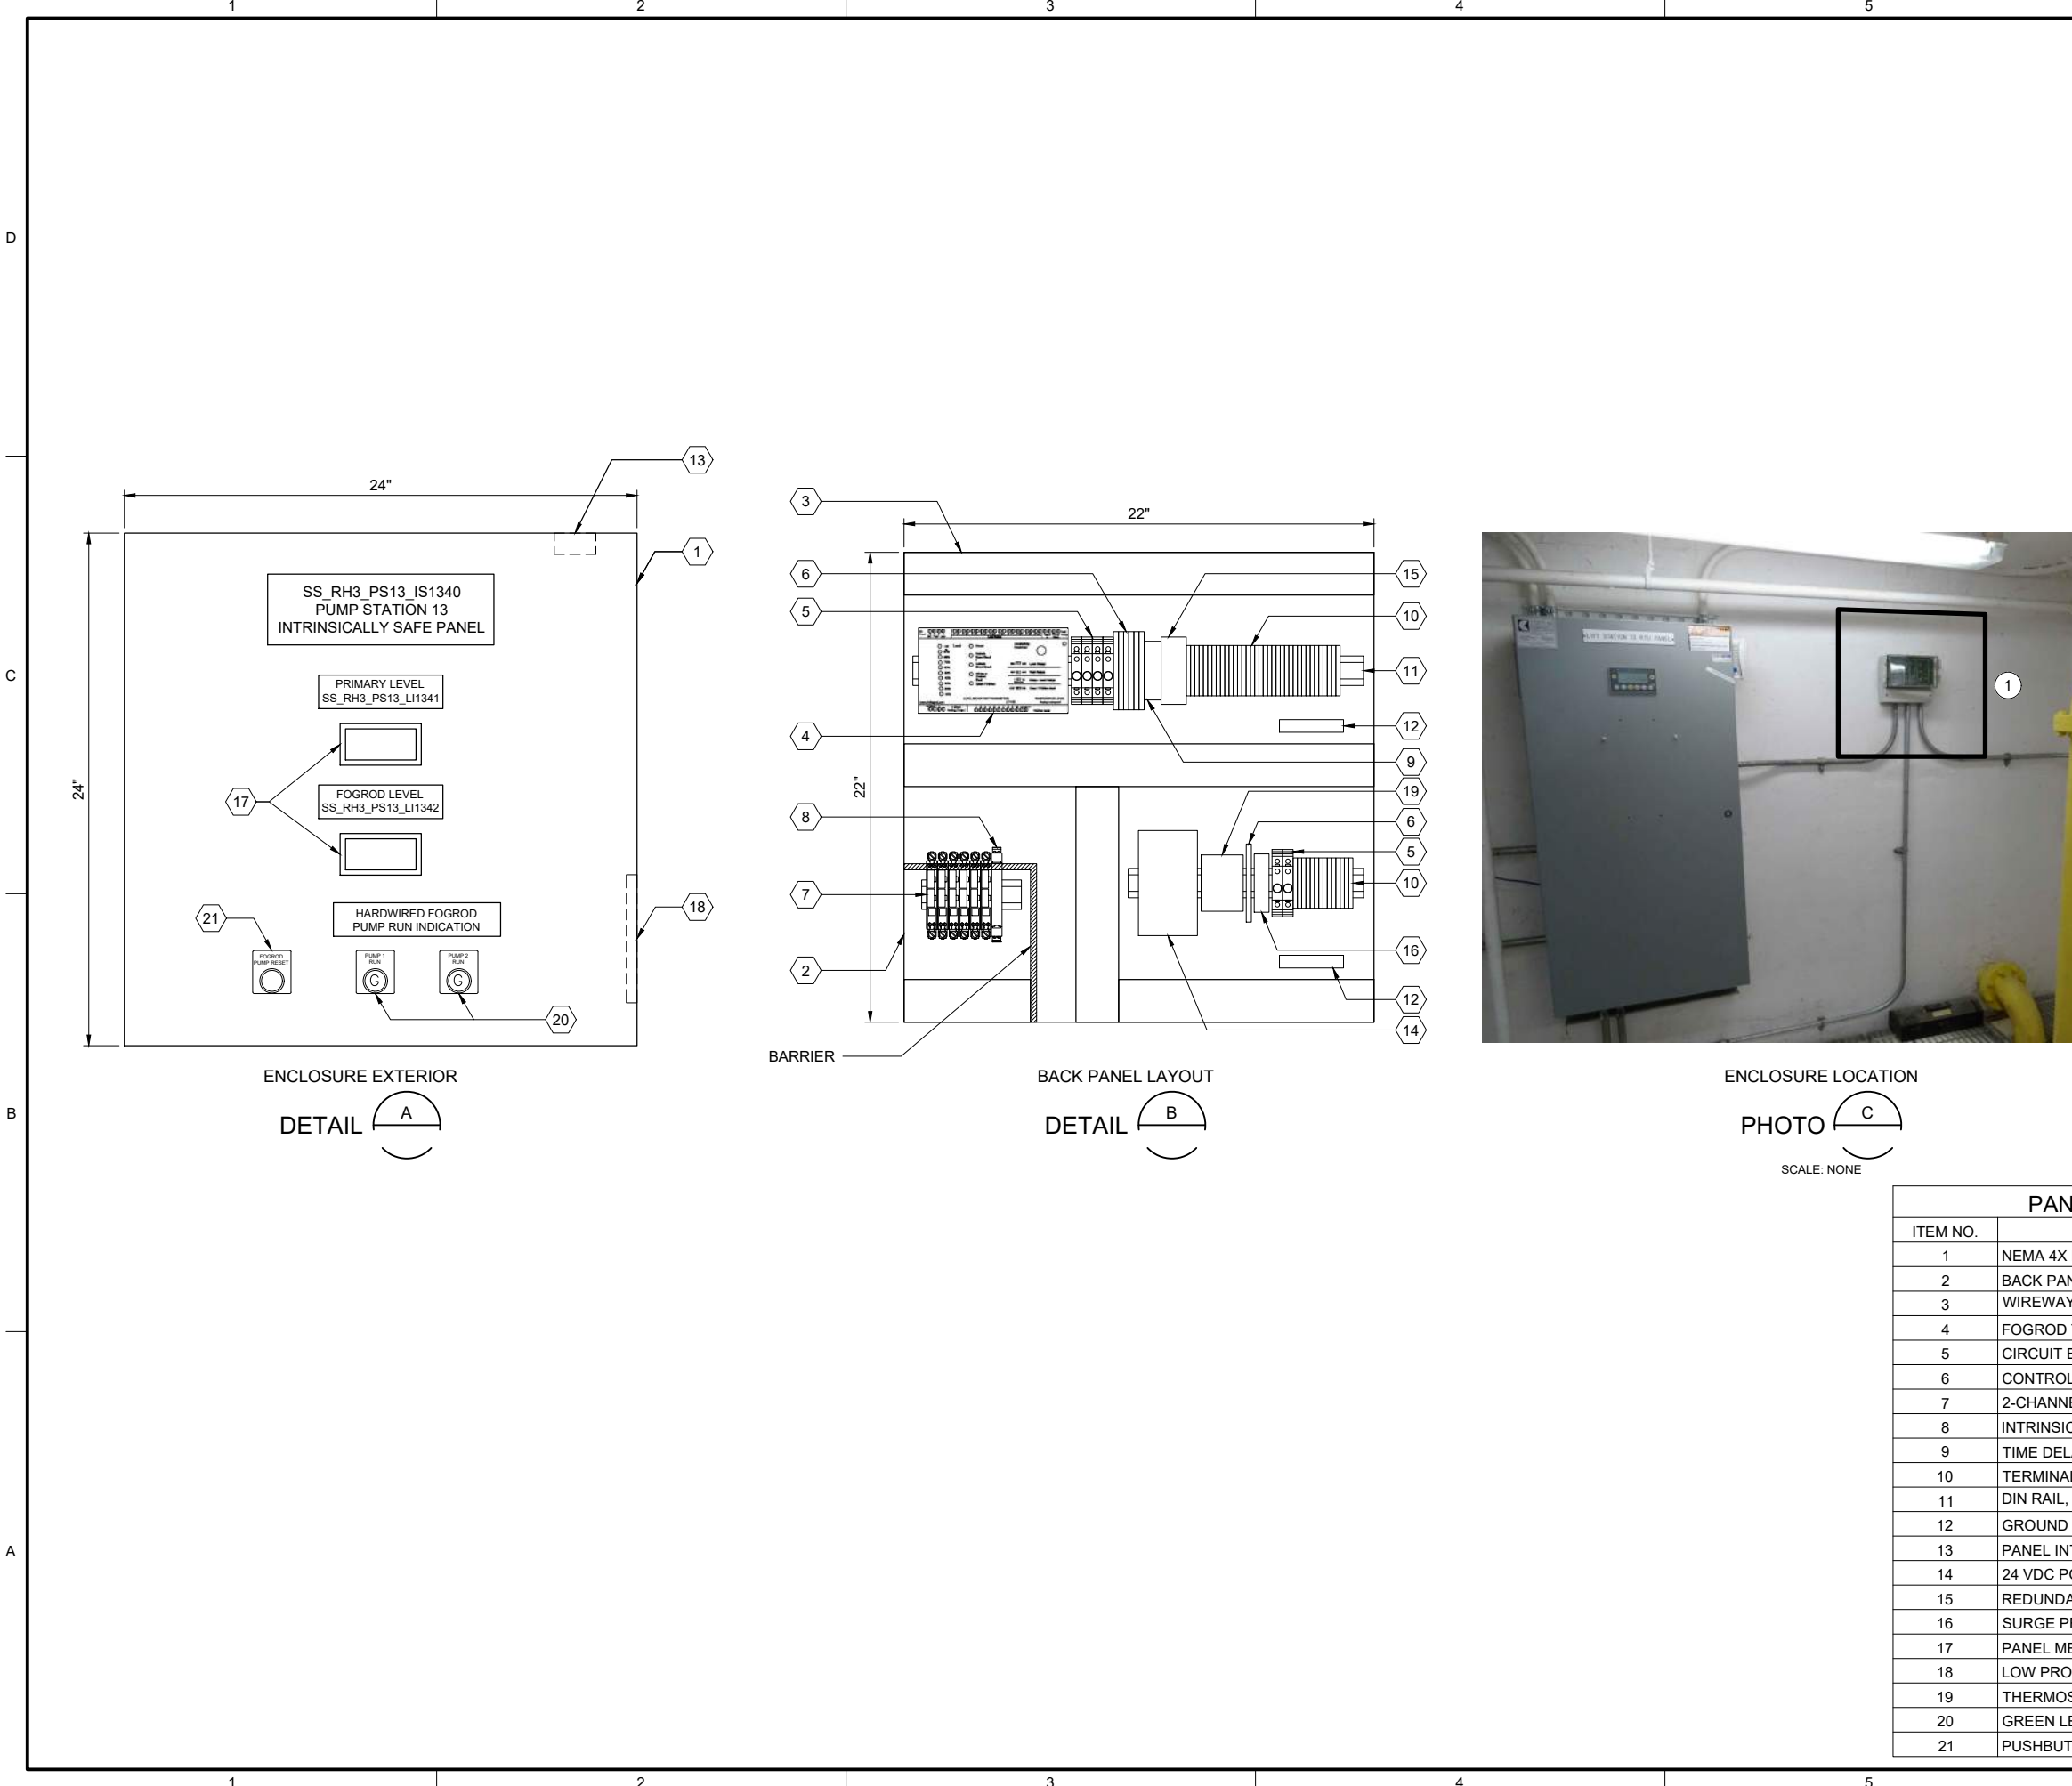 1 2 3 4 5
D
C
B
A
13
24"
1
SS_RH3_PS13_IS1340
PUMP STATION 13
INTRINSICALLY SAFE PANEL
PRIMARY LEVEL
SS_RH3_PS13_LI1341
24"
17
FOGROD LEVEL
SS_RH3_PS13_LI1342
21
HARDWIRED FOGROD
PUMP RUN INDICATION
18
FOGROD
PUMP RESET
PUMP 1
RUN
G
PUMP 2
RUN
G
20
ENCLOSURE EXTERIOR
DETAIL A
3
22"
6
15
5
10
11
4
12
9
22"
19
8
6
5
7
10
16
2
12
14
BARRIER
BACK PANEL LAYOUT
DETAIL B
1
ENCLOSURE LOCATION
PHOTO C
SCALE: NONE
PAN
ITEM NO.
1 NEMA 4X
2 BACK PAN
3 WIREWAY
4 FOGROD
5 CIRCUIT
6 CONTROL
7 2-CHANNE
8 INTRINSIC
9 TIME DEL
10 TERMINAL
11 DIN RAIL,
12 GROUND
13 PANEL INT
14 24 VDC PO
15 REDUNDA
16 SURGE PR
17 PANEL ME
18 LOW PRO
19 THERMOS
20 GREEN LE
21 PUSHBUT
1 2 3 4 5